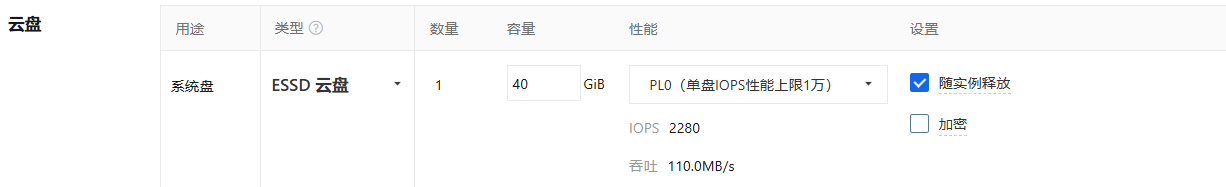 云盘
用途 类型 数量 容量 性能 设置
系统盘 ESSD 云盘 1 40 GiB PL0（单盘IOPS性能上限1万） 随实例释放
IOPS 2280 加密
吞吐 110.0MB/s